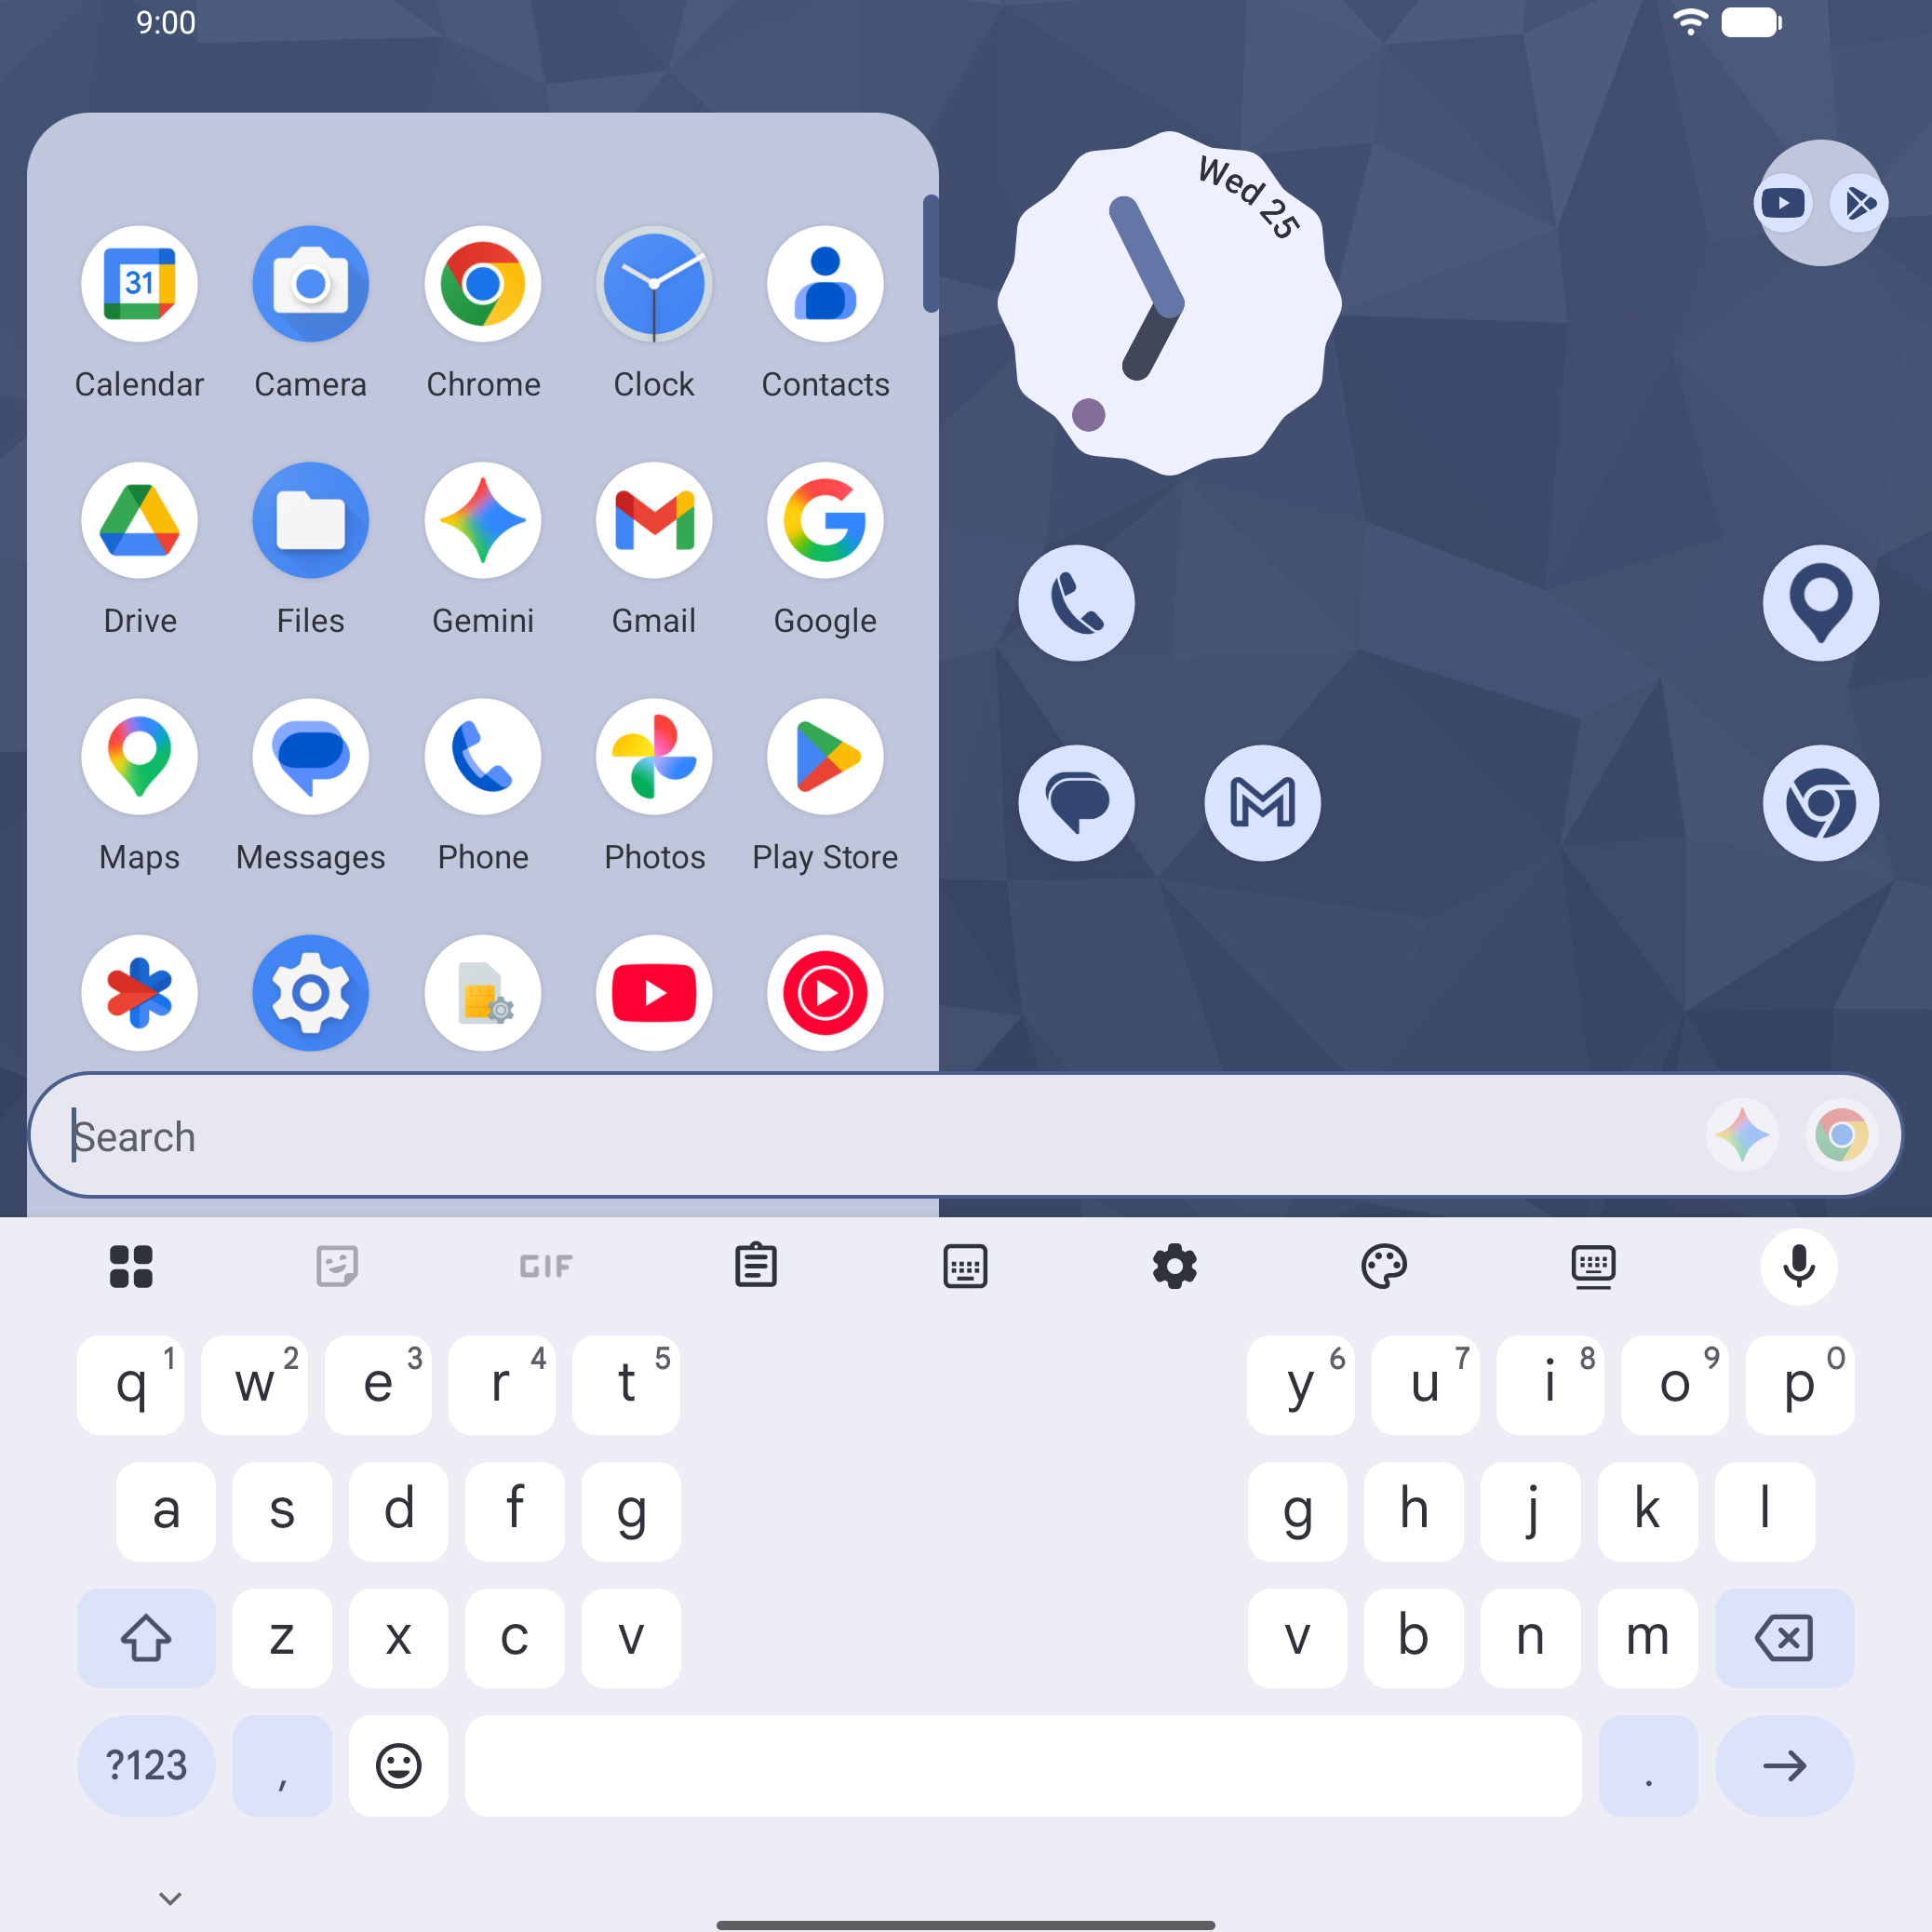 9:00
Wed 25
31
Calendar Camera Chrome Clock Contacts
Drive Files Gemini Gmail Google
Maps Messages Phone Photos Play Store
Search
GIF
q 1 w 2 e 3 r 4 t 5 y 6 u 7 i 8 o 9 p 0
a s d f g g h j k l
z x c v v b n m
?123 , .